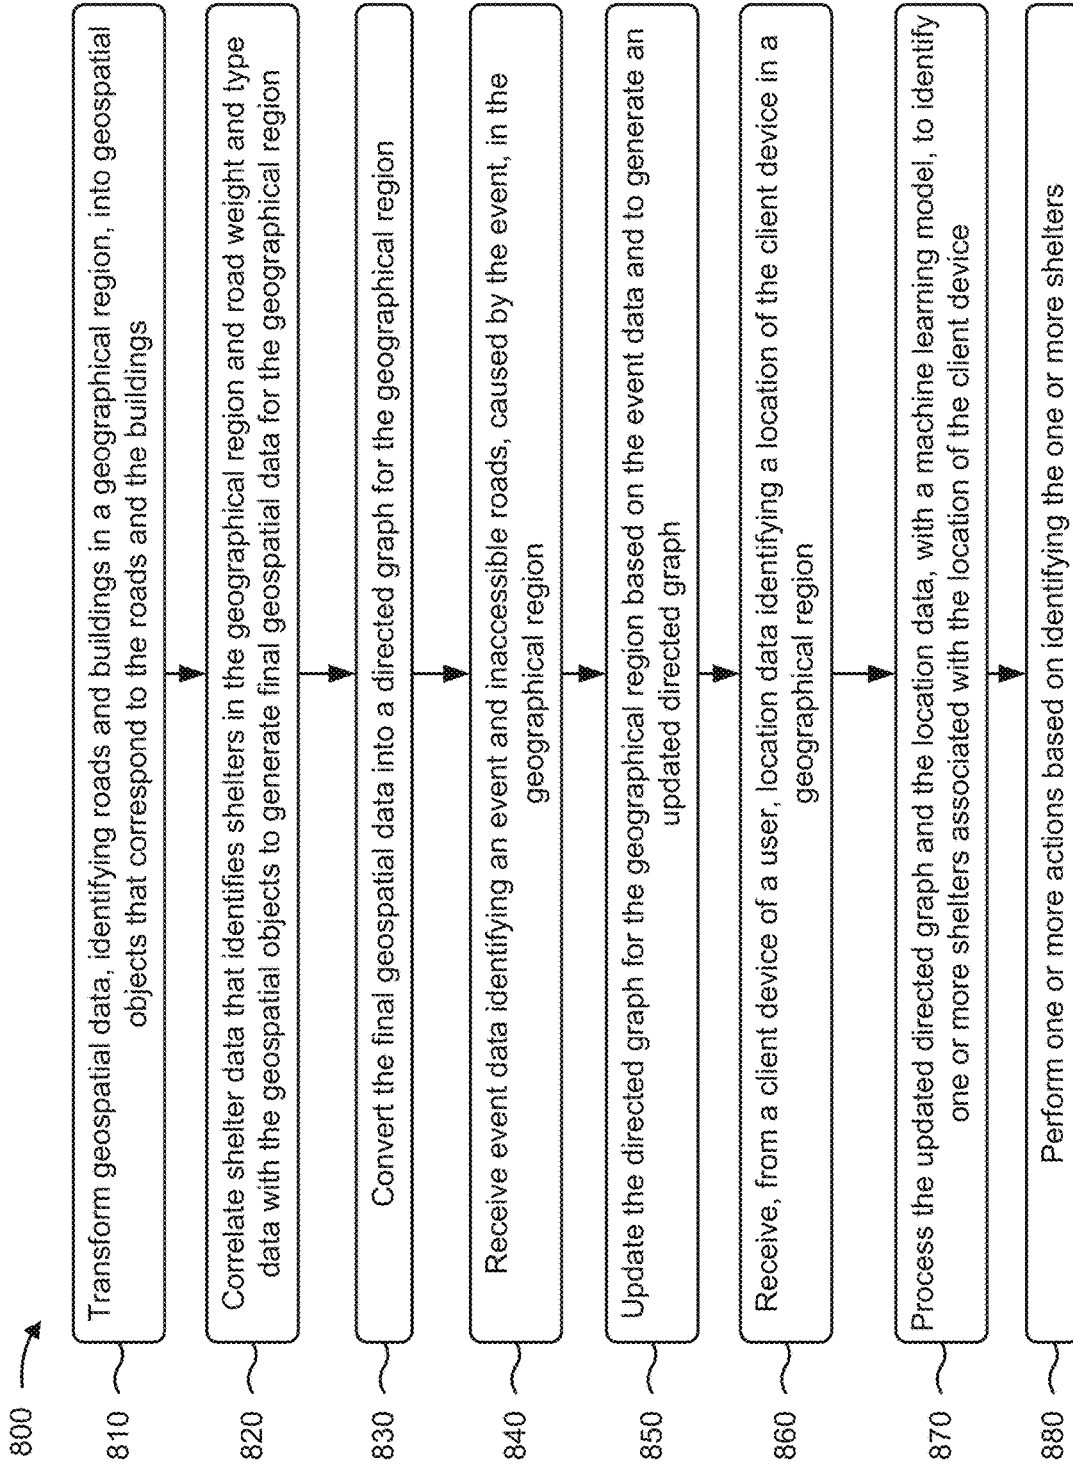 800
810
Transform geospatial data, identifying roads and buildings in a geographical region, into geospatial
objects that correspond to the roads and the buildings
820
Correlate shelter data that identifies shelters in the geographical region and road weight and type
data with the geospatial objects to generate final geospatial data for the geographical region
830
Convert the final geospatial data into a directed graph for the geographical region
840
Receive event data identifying an event and inaccessible roads, caused by the event, in the
geographical region
850
Update the directed graph for the geographical region based on the event data and to generate an
updated directed graph
860
Receive, from a client device of a user, location data identifying a location of the client device in a
geographical region
870
Process the updated directed graph and the location data, with a machine learning model, to identify
one or more shelters associated with the location of the client device
880
Perform one or more actions based on identifying the one or more shelters